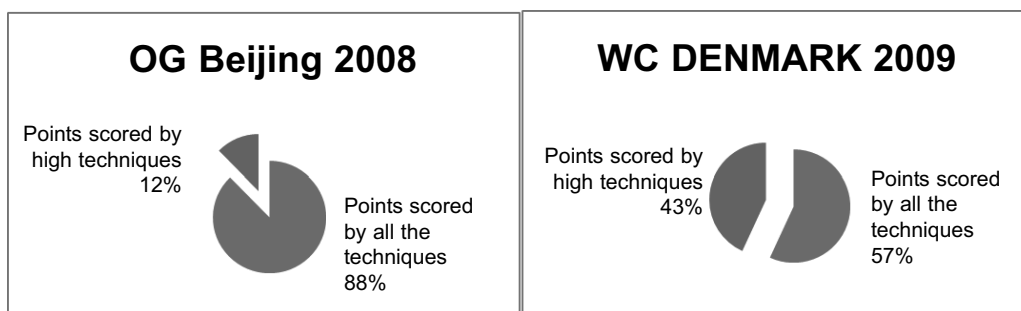 OG Beijing 2008
Points scored by
high techniques
12%
Points scored
by all the
techniques
88%
WC DENMARK 2009
Points scored by
high techniques
43%
Points scored
by all the
techniques
57%